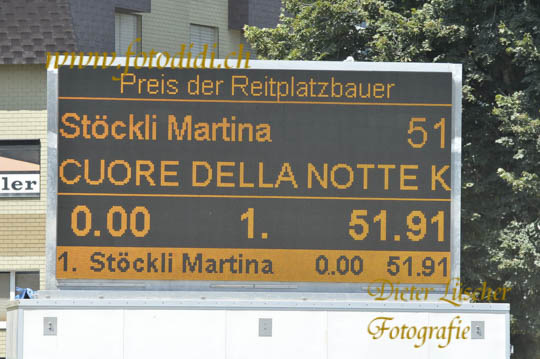 www.fotodidi.ch
Preis der Reitplatzbauer
Stöckli Martina 51
CUORE DELLA NOTTE K
0.00 1. 51.91
1. Stöckli Martina 0.00 51.91
ler
Dieter Litscher
Fotografie